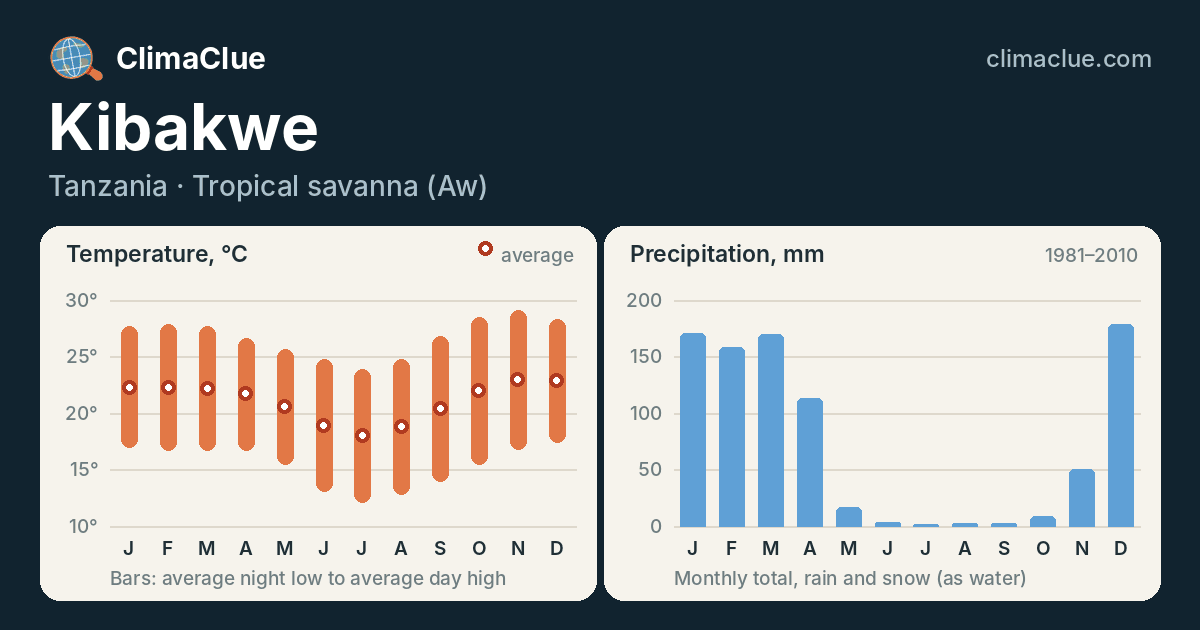 ClimaClue
climaclue.com
Kibakwe
Tanzania · Tropical savanna (Aw)
Temperature, °C
average
30°
25°
20°
15°
10°
J F M A M J J A S O N D
Bars: average night low to average day high
Precipitation, mm
1981–2010
200
150
100
50
0
J F M A M J J A S O N D
Monthly total, rain and snow (as water)